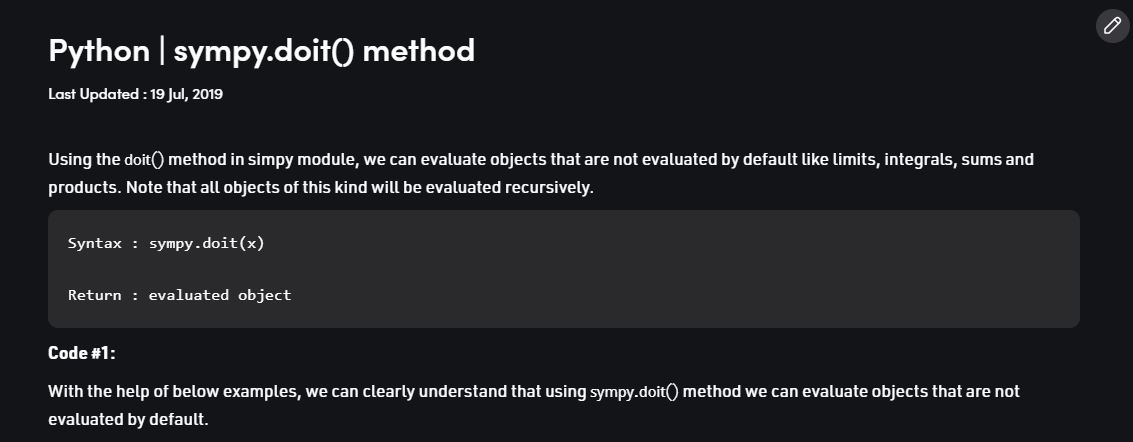 Python | sympy.doit() method
Last Updated : 19 Jul, 2019
Using the doit() method in simpy module, we can evaluate objects that are not evaluated by default like limits, integrals, sums and
products. Note that all objects of this kind will be evaluated recursively.
Syntax : sympy.doit(x)
Return : evaluated object
Code #1:
With the help of below examples, we can clearly understand that using sympy.doit() method we can evaluate objects that are not
evaluated by default.